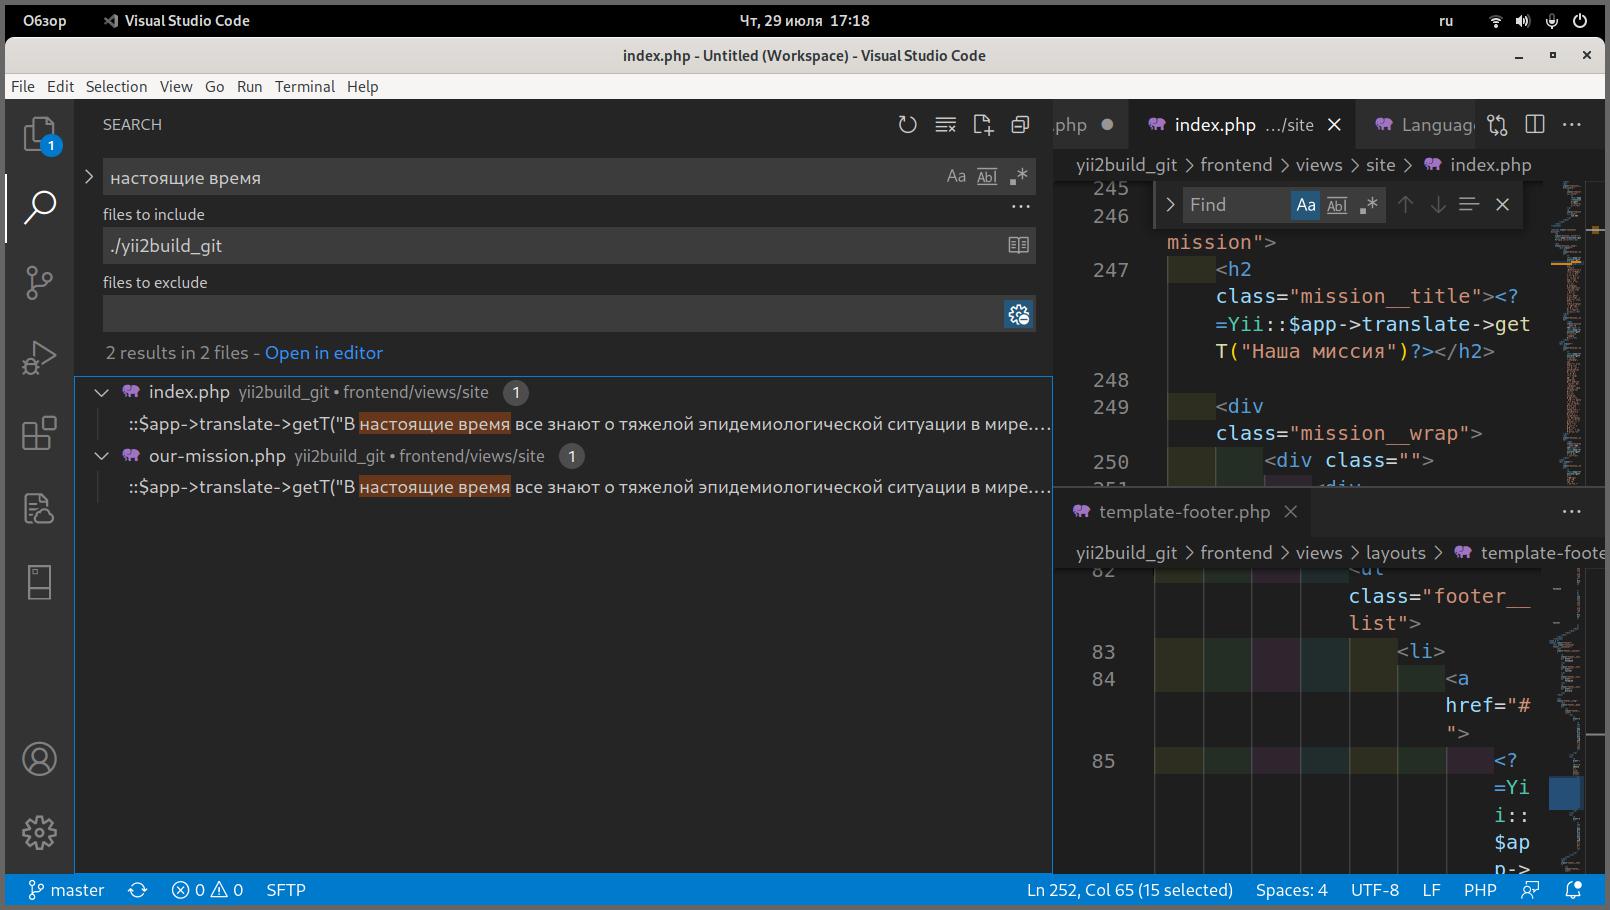 Обзор Visual Studio Code Чт, 29 июля 17:18 ru
index.php - Untitled (Workspace) - Visual Studio Code
File Edit Selection View Go Run Terminal Help
1
SEARCH
настоящие время Aa Abl .*
files to include ...
./yii2build_git
files to exclude
2 results in 2 files - Open in editor
index.php yii2build_git • frontend/views/site 1
::$app->translate->getT("В настоящие время все знают о тяжелой эпидемиологической ситуации в мире....
our-mission.php yii2build_git • frontend/views/site 1
::$app->translate->getT("В настоящие время все знают о тяжелой эпидемиологической ситуации в мире....
.php index.php .../site Languag ...
yii2build_git > frontend > views > site > index.php
Find Aa Abl .*
245
246
mission">
247 <h2
class="mission__title"><?
=Yii::$app->translate->get
T("Наша миссия")?></h2>
248
249 <div
class="mission__wrap">
250 <div class="">
251 <div
template-footer.php ...
yii2build_git > frontend > views > layouts > template-foote
82 <ul
class="footer__
list">
83 <li>
84 <a
href="#
">
85 <?
=Yi
i::
$ap
p->
master 0 0 SFTP Ln 252, Col 65 (15 selected) Spaces: 4 UTF-8 LF PHP